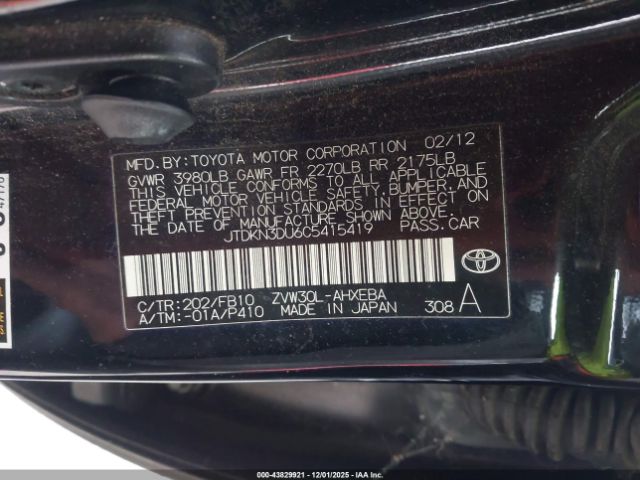 MFD. BY: TOYOTA MOTOR CORPORATION 02/12
GVWR 3980LB GAWR FR 2270LB RR 2175LB
THIS VEHICLE CONFORMS TO ALL APPLICABLE
FEDERAL MOTOR VEHICLE SAFETY, BUMPER, AND
THEFT PREVENTION STANDARDS IN EFFECT ON
THE DATE OF MANUFACTURE SHOWN ABOVE.
JTDKN3DU6C5415419 PASS. CAR
C/TR: 202/FB10 ZVW30L-AHXEBA
A/TM: -01A/P410 MADE IN JAPAN 308 A
000-43829921 - 12/01/2025 - IAAI, Inc.